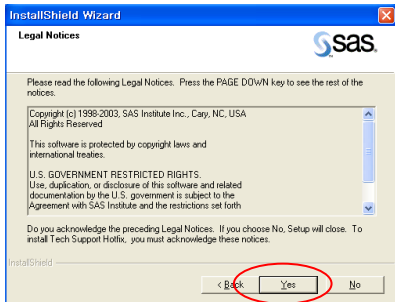 InstallShield Wizard
Legal Notices
sas.
Please read the following Legal Notices. Press the PAGE DOWN key to see the rest of the
notices.
Copyright (c) 1998-2003, SAS Institute Inc., Cary, NC, USA
All Rights Reserved
This software is protected by copyright laws and
international treaties.
U.S. GOVERNMENT RESTRICTED RIGHTS.
Use, duplication, or disclosure of this software and related
documentation by the U.S. government is subject to the
Agreement with SAS Institute and the restrictions set forth
Do you acknowledge the preceding Legal Notices. If you choose No, Setup will close. To
install Tech Support Hotfix, you must acknowledge these notices.
InstallShield
< Back Yes No